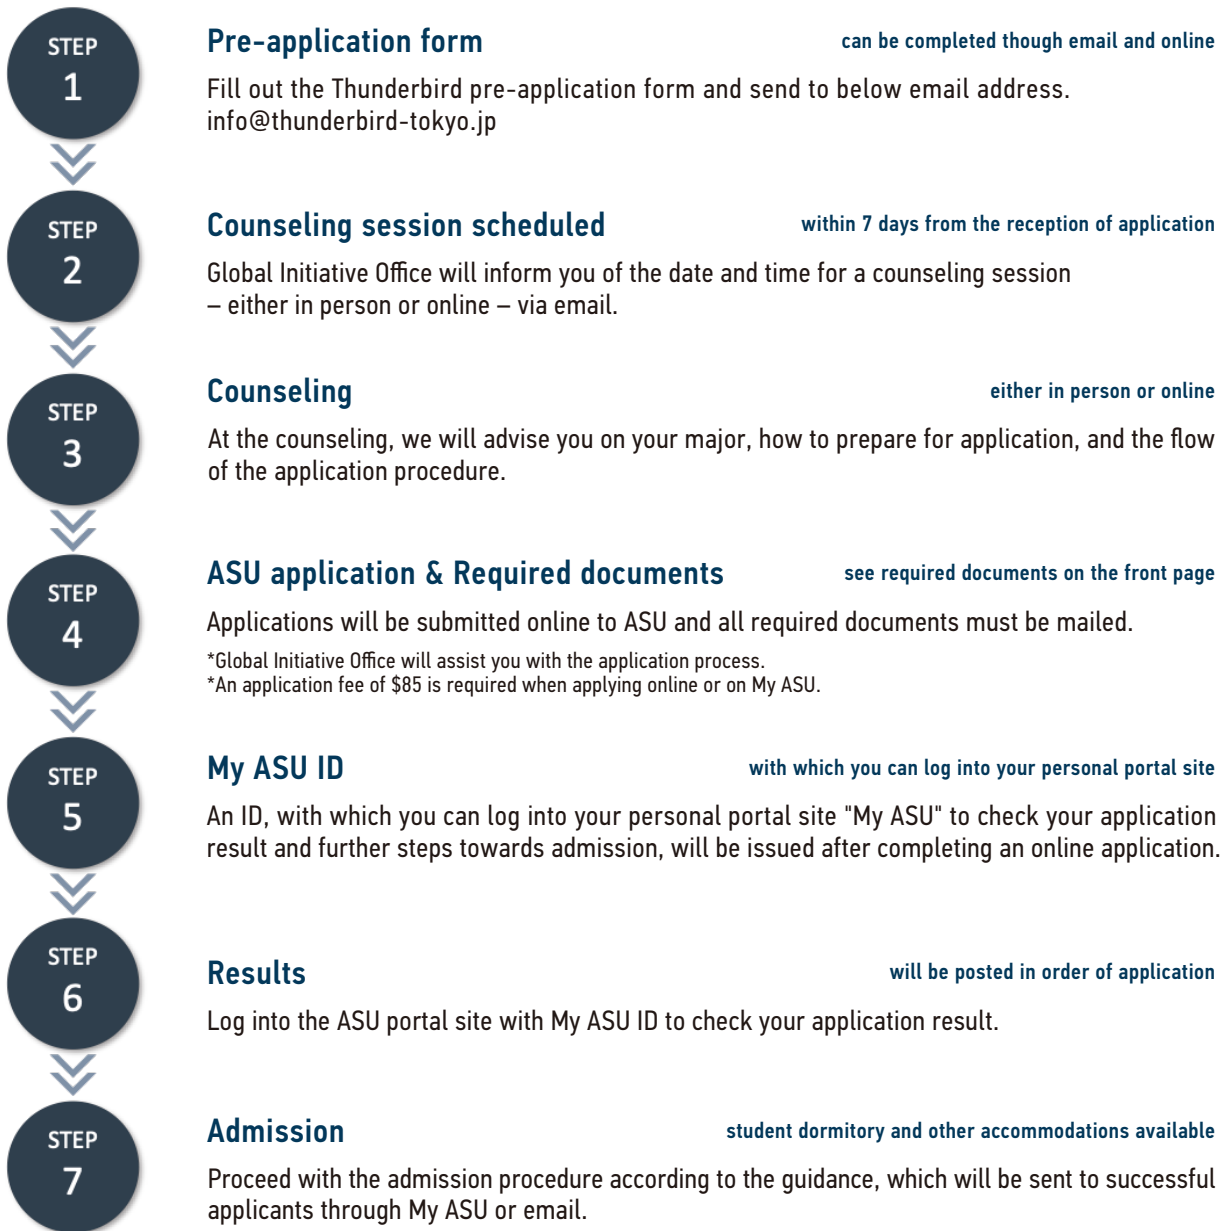 STEP
1
Pre-application form
can be completed though email and online
Fill out the Thunderbird pre-application form and send to below email address.
info@thunderbird-tokyo.jp
STEP
2
Counseling session scheduled
within 7 days from the reception of application
Global Initiative Office will inform you of the date and time for a counseling session
– either in person or online – via email.
STEP
3
Counseling
either in person or online
At the counseling, we will advise you on your major, how to prepare for application, and the flow
of the application procedure.
STEP
4
ASU application & Required documents
see required documents on the front page
Applications will be submitted online to ASU and all required documents must be mailed.
*Global Initiative Office will assist you with the application process.
*An application fee of $85 is required when applying online or on My ASU.
STEP
5
My ASU ID
with which you can log into your personal portal site
An ID, with which you can log into your personal portal site "My ASU" to check your application
result and further steps towards admission, will be issued after completing an online application.
STEP
6
Results
will be posted in order of application
Log into the ASU portal site with My ASU ID to check your application result.
STEP
7
Admission
student dormitory and other accommodations available
Proceed with the admission procedure according to the guidance, which will be sent to successful
applicants through My ASU or email.